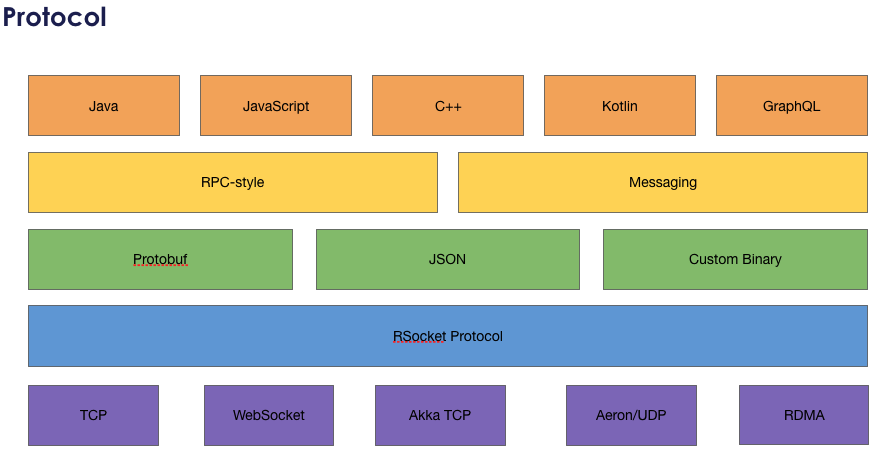 Protocol
Java
JavaScript
C++
Kotlin
GraphQL
RPC-style
Messaging
Protobuf
JSON
Custom Binary
RSocket Protocol
TCP
WebSocket
Akka TCP
Aeron/UDP
RDMA